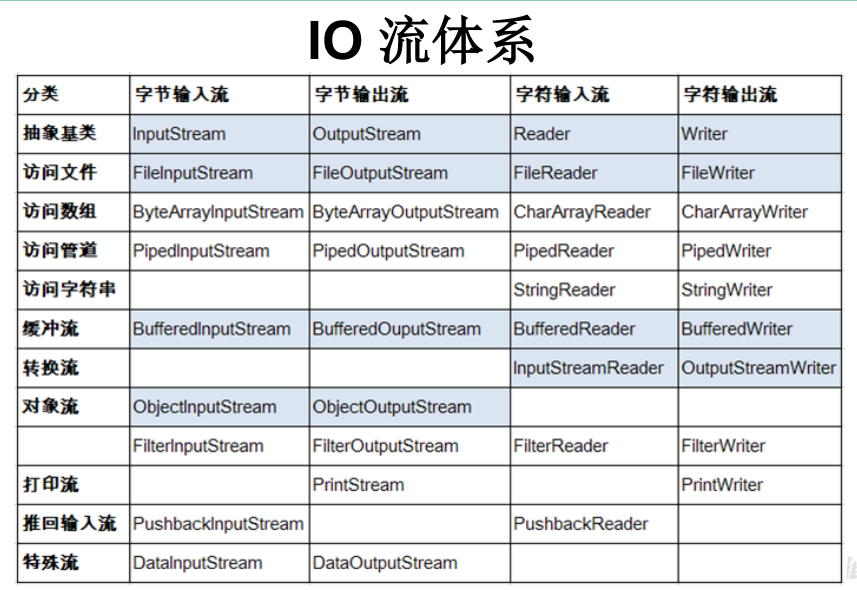 IO 流体系
分类 字节输入流 字节输出流 字符输入流 字符输出流
抽象基类 InputStream OutputStream Reader Writer
访问文件 FileInputStream FileOutputStream FileReader FileWriter
访问数组 ByteArrayInputStream ByteArrayOutputStream CharArrayReader CharArrayWriter
访问管道 PipedInputStream PipedOutputStream PipedReader PipedWriter
访问字符串 StringReader StringWriter
缓冲流 BufferedInputStream BufferedOuputStream BufferedReader BufferedWriter
转换流 InputStreamReader OutputStreamWriter
对象流 ObjectInputStream ObjectOutputStream
FilterInputStream FilterOutputStream FilterReader FilterWriter
打印流 PrintStream PrintWriter
推回输入流 PushbackInputStream PushbackReader
特殊流 DataInputStream DataOutputStream